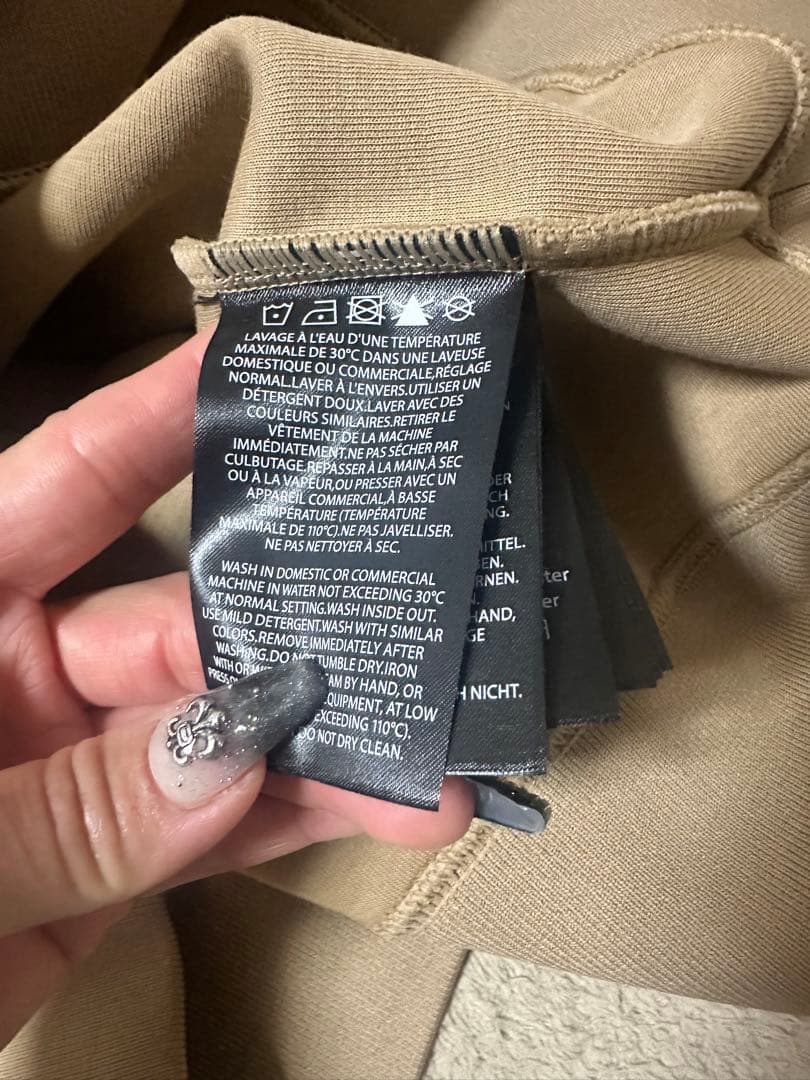 LAVAGE À L'EAU D'UNE TEMPÉRATURE
MAXIMALE DE 30°C DANS UNE LAVEUSE
DOMESTIQUE OU COMMERCIALE,RÉGLAGE
NORMAL.LAVER À L'ENVERS.UTILISER UN
DÉTERGENT DOUX.LAVER AVEC DES
COULEURS SIMILAIRES.RETIRER LE
VÊTEMENT DE LA MACHINE
IMMÉDIATEMENT.NE PAS SÉCHER PAR
CULBUTAGE.REPASSER À LA MAIN,À SEC
OU À LA VAPEUR,OU PRESSER AVEC UN
APPAREIL COMMERCIAL,À BASSE
TEMPÉRATURE (TEMPÉRATURE
MAXIMALE DE 110°C).NE PAS JAVELLISER.
NE PAS NETTOYER À SEC.
WASH IN DOMESTIC OR COMMERCIAL
MACHINE IN WATER NOT EXCEEDING 30°C
AT NORMAL SETTING.WASH INSIDE OUT.
USE MILD DETERGENT.WASH WITH SIMILAR
COLORS.REMOVE IMMEDIATELY AFTER
WASHING.DO NOT TUMBLE DRY.IRON
WITH OR BY HAND, OR
EQUIPMENT, AT LOW
EXCEEDING 110°C).
DO NOT DRY CLEAN.
NICHT.